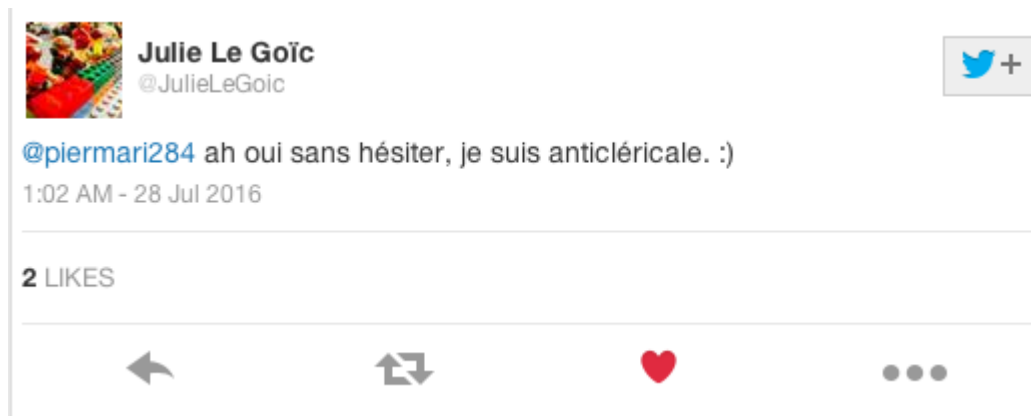 Julie Le Goïc
@JulieLeGoic
@piermari284 ah oui sans hésiter, je suis anticléricale. :)
1:02 AM - 28 Jul 2016
2 LIKES